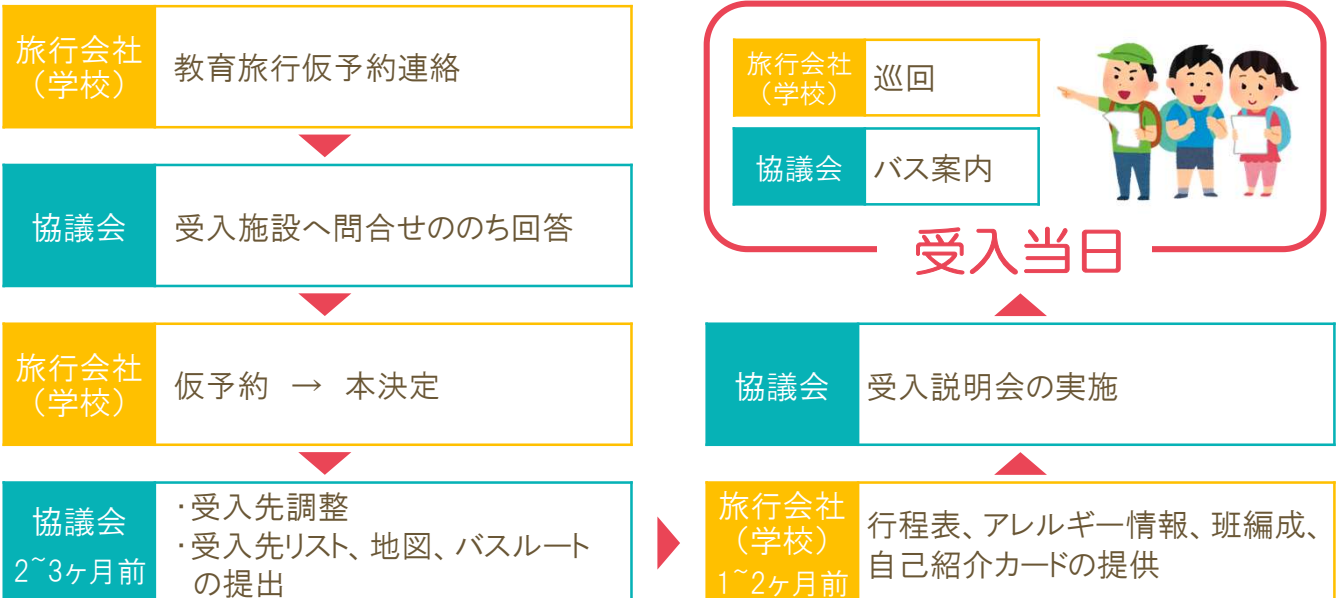 旅行会社
（学校）
教育旅行仮予約連絡
協議会
受入施設へ問合せののち回答
旅行会社
（学校）
仮予約　→　本決定
協議会
2~3ヶ月前
・受入先調整
・受入先リスト、地図、バスルート
の提出
旅行会社
（学校）
1~2ヶ月前
行程表、アレルギー情報、班編成、
自己紹介カードの提供
協議会
受入説明会の実施
旅行会社
（学校）
巡回
協議会
バス案内
受入当日